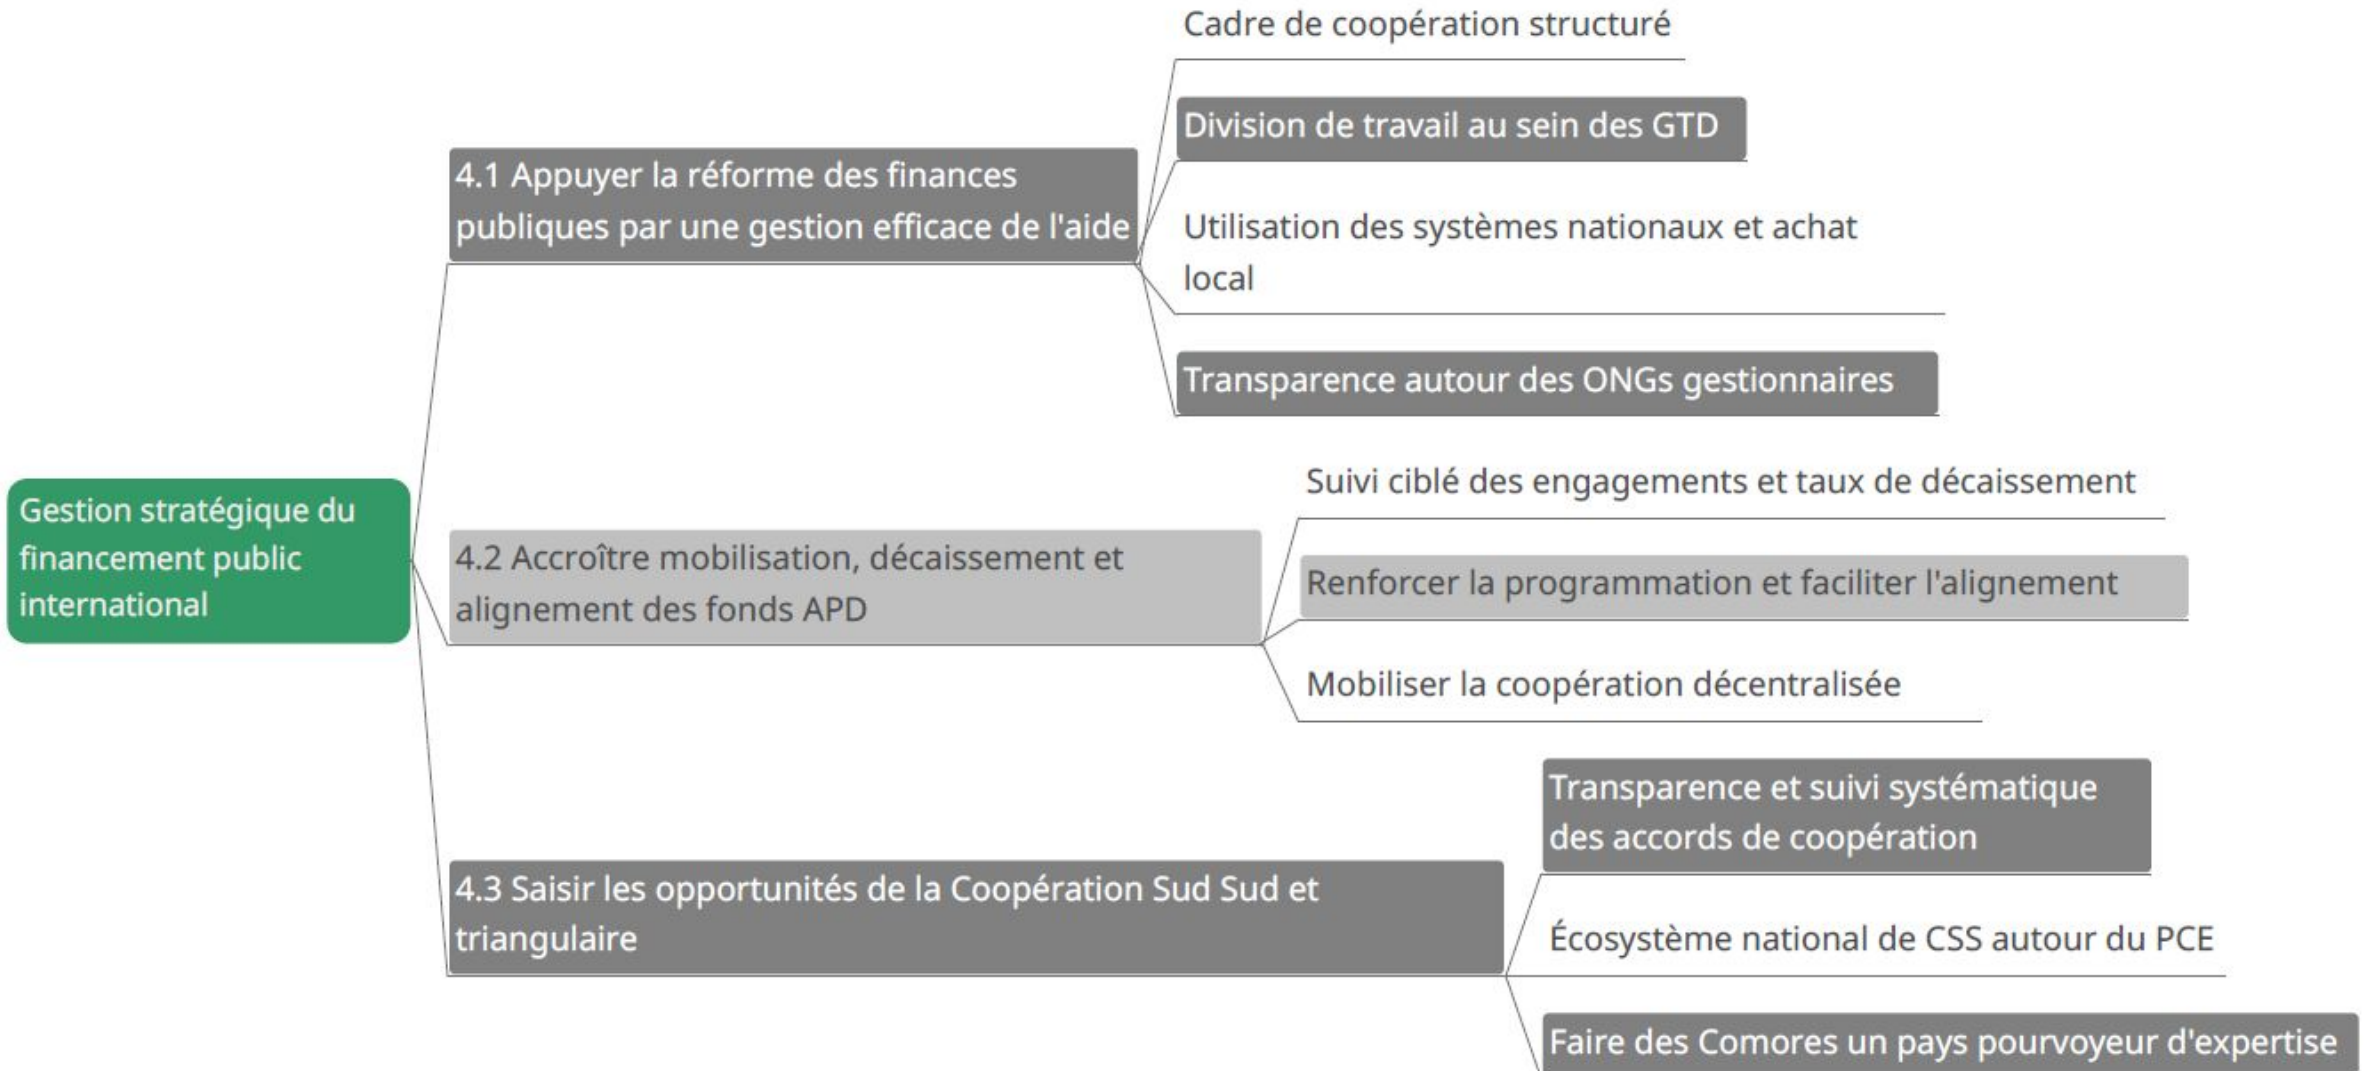 Gestion stratégique du
financement public
international
4.1 Appuyer la réforme des finances
publiques par une gestion efficace de l'aide
Cadre de coopération structuré
Division de travail au sein des GTD
Utilisation des systèmes nationaux et achat
local
Transparence autour des ONGs gestionnaires
4.2 Accroître mobilisation, décaissement et
alignement des fonds APD
Suivi ciblé des engagements et taux de décaissement
Renforcer la programmation et faciliter l'alignement
Mobiliser la coopération décentralisée
4.3 Saisir les opportunités de la Coopération Sud Sud et
triangulaire
Transparence et suivi systématique
des accords de coopération
Écosystème national de CSS autour du PCE
Faire des Comores un pays pourvoyeur d'expertise